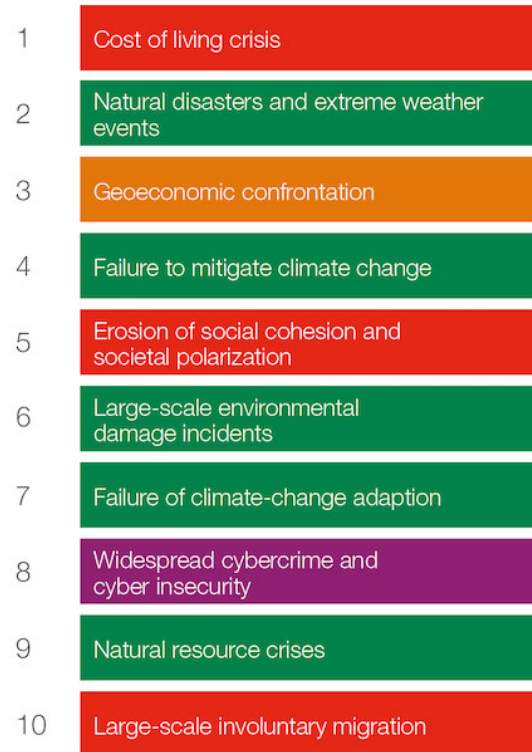 1 Cost of living crisis
2 Natural disasters and extreme weather
events
3 Geoeconomic confrontation
4 Failure to mitigate climate change
5 Erosion of social cohesion and
societal polarization
6 Large-scale environmental
damage incidents
7 Failure of climate-change adaption
8 Widespread cybercrime and
cyber insecurity
9 Natural resource crises
10 Large-scale involuntary migration